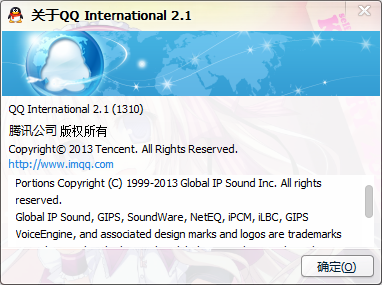 关于QQ International 2.1
QQ International 2.1 (1310)
腾讯公司 版权所有
Copyright© 2013 Tencent. All Rights Reserved.
http://www.imqq.com
Portions Copyright (C) 1999-2013 Global IP Sound Inc. All rights
reserved.
Global IP Sound, GIPS, SoundWare, NetEQ, iPCM, iLBC, GIPS
VoiceEngine, and associated design marks and logos are trademarks
确定(O)